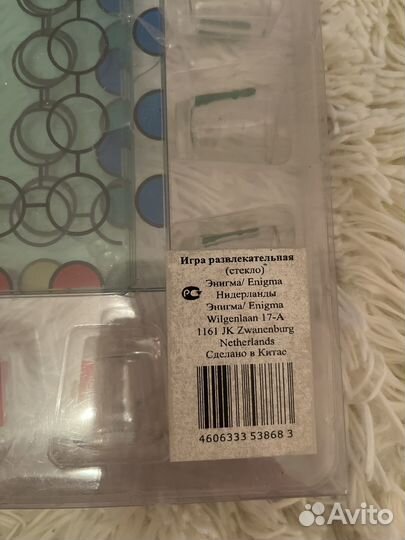 Игра развлекательная
(стекло)
Энигма/ Enigma
Нидерланды
Энигма/ Enigma
Wilgenlaan 17-A
1161 JK Zwanenburg
Netherlands
Сделано в Китае
4606333 53868 3
Avito